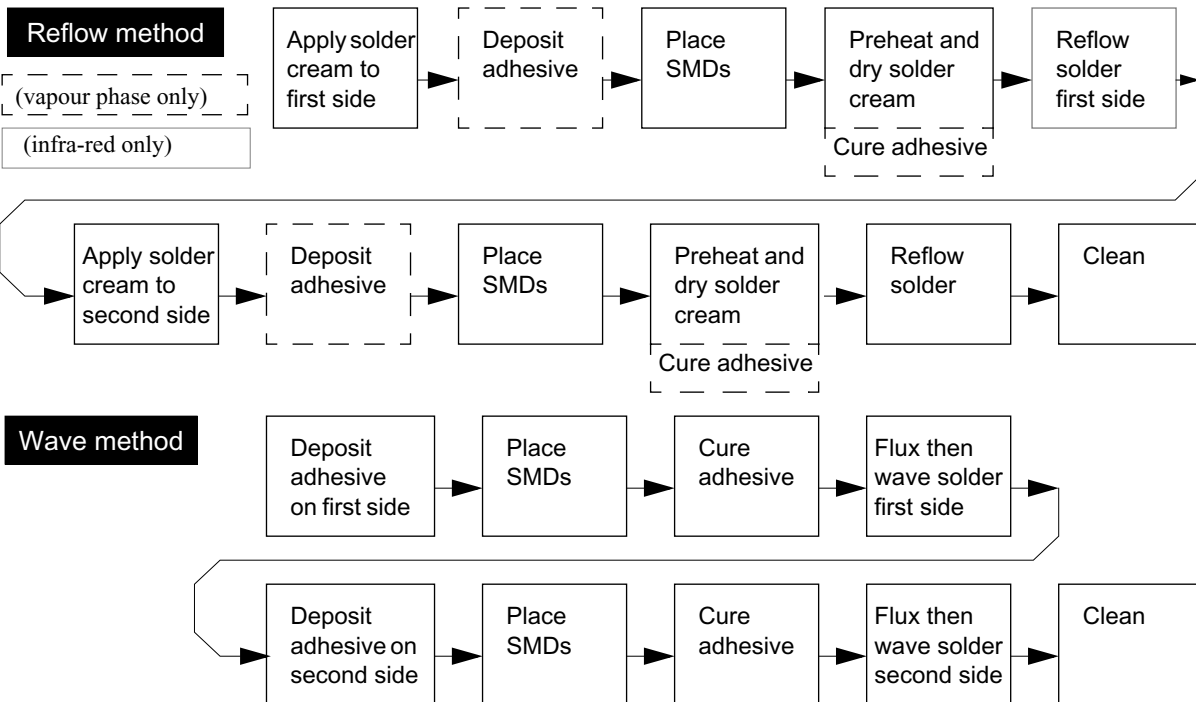 Reflow method
(vapour phase only)
(infra-red only)
Apply solder
cream to
first side
Deposit
adhesive
Place
SMDs
Preheat and
dry solder
cream
Cure adhesive
Reflow
solder
first side
Apply solder
cream to
second side
Deposit
adhesive
Place
SMDs
Preheat and
dry solder
cream
Cure adhesive
Reflow
solder
Clean
Wave method
Deposit
adhesive
on first side
Place
SMDs
Cure
adhesive
Flux then
wave solder
first side
Deposit
adhesive on
second side
Place
SMDs
Cure
adhesive
Flux then
wave solder
second side
Clean